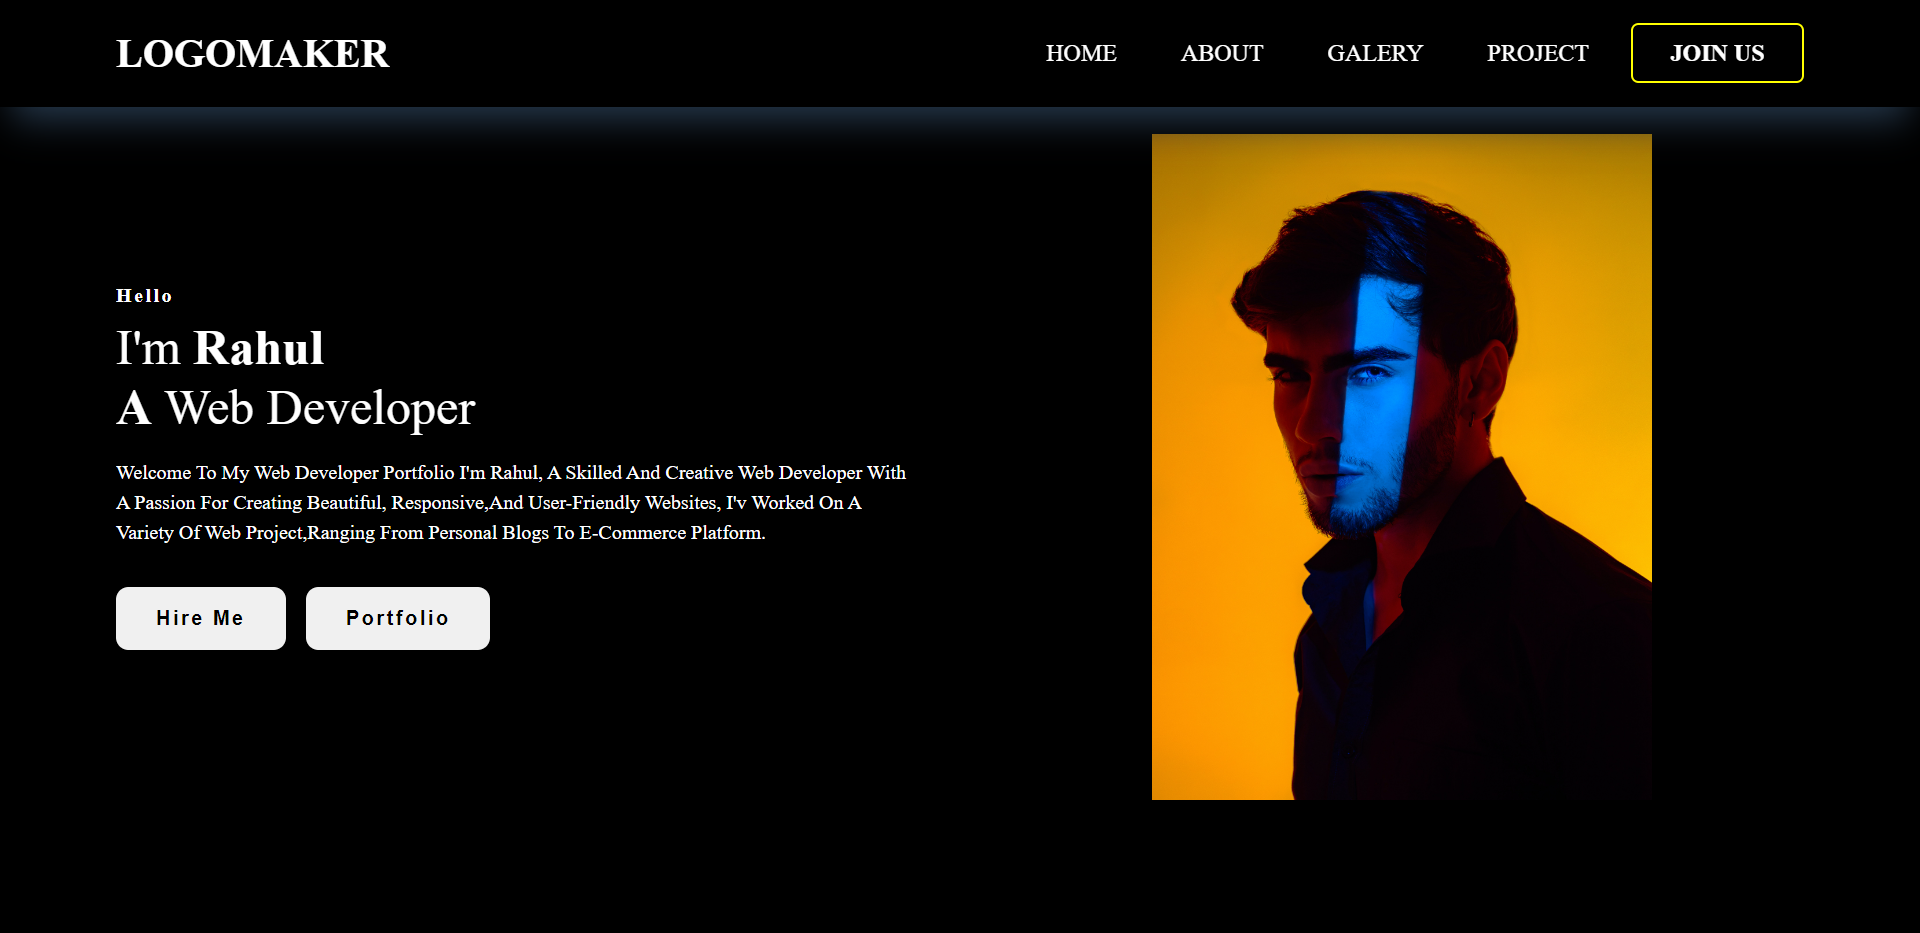 LOGOMAKER
HOME ABOUT GALERY PROJECT JOIN US
Hello
I'm Rahul
A Web Developer
Welcome To My Web Developer Portfolio I'm Rahul, A Skilled And Creative Web Developer With
A Passion For Creating Beautiful, Responsive,And User-Friendly Websites, I'v Worked On A
Variety Of Web Project,Ranging From Personal Blogs To E-Commerce Platform.
Hire Me Portfolio